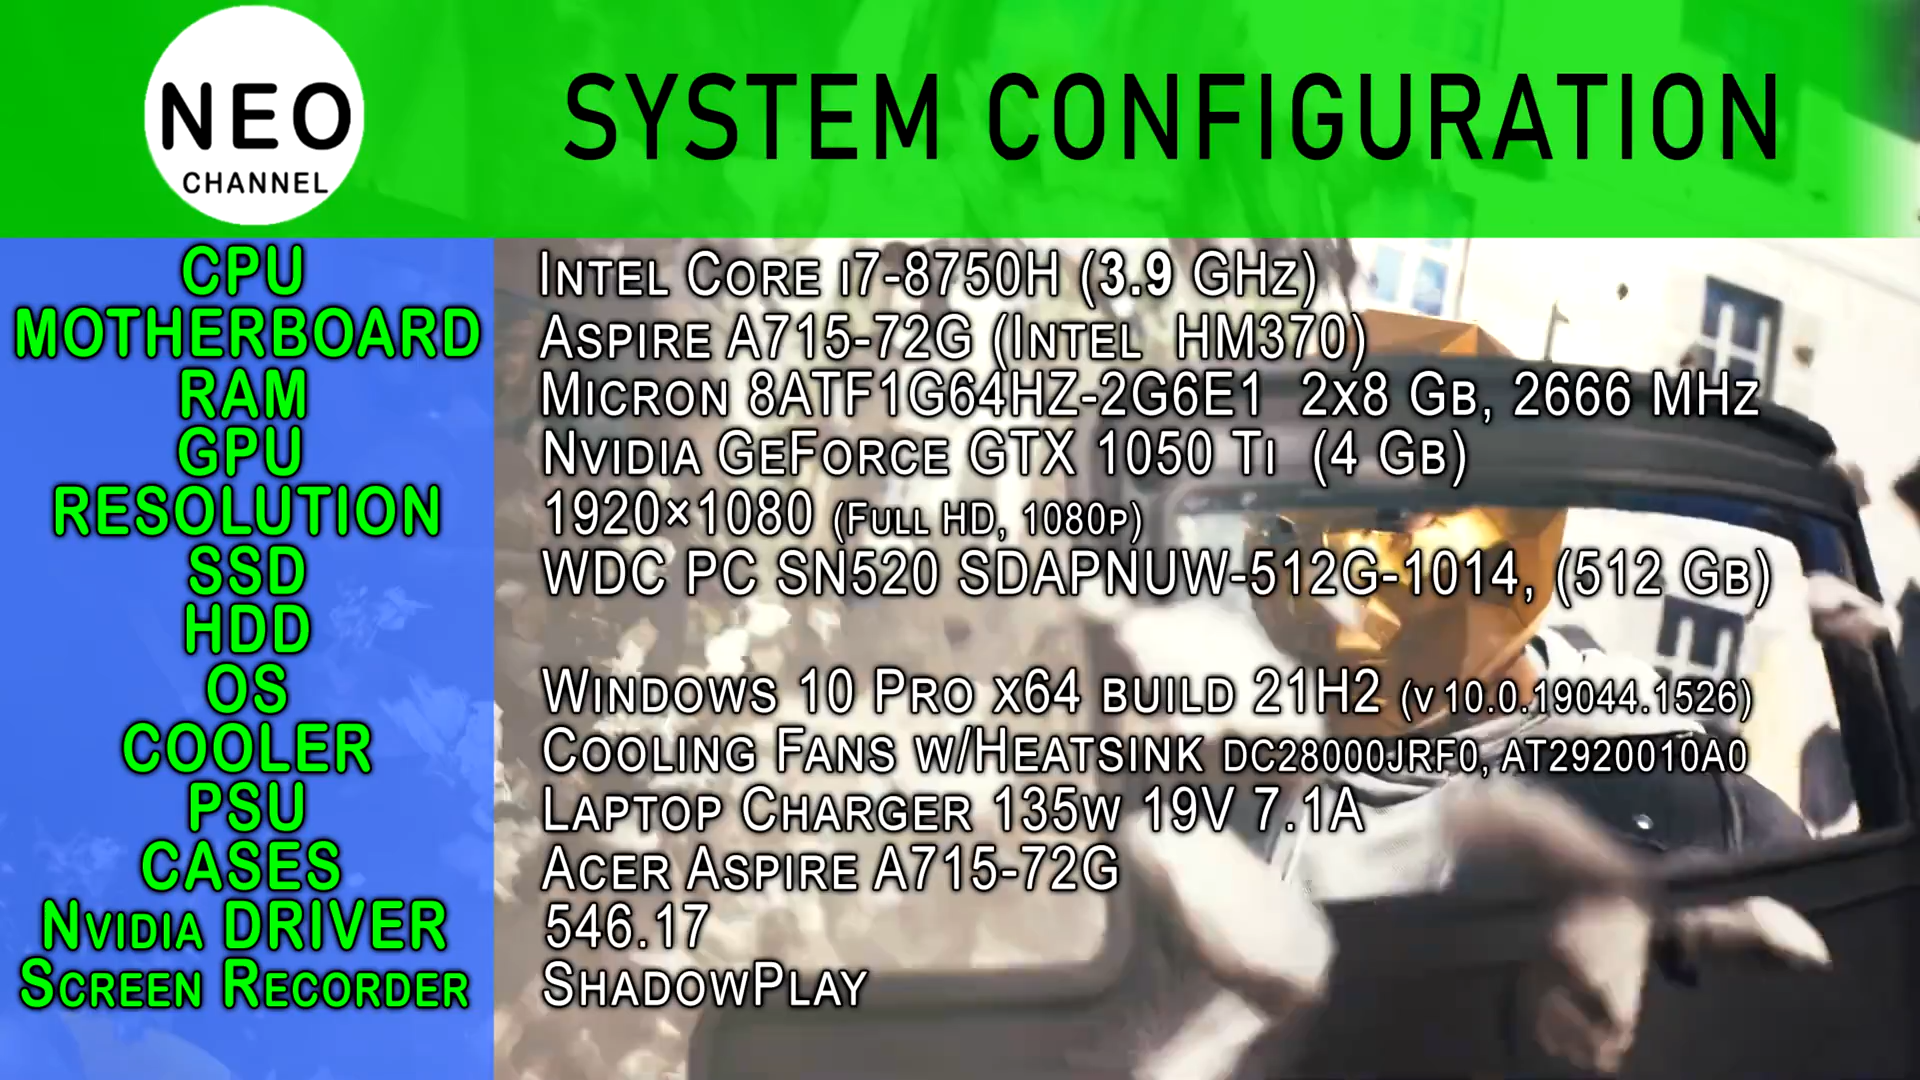 NEO
CHANNEL
SYSTEM CONFIGURATION
CPU INTEL CORE I7-8750H (3.9 GHZ)
MOTHERBOARD ASPIRE A715-72G (INTEL HM370)
RAM MICRON 8ATF1G64HZ-2G6E1 2X8 GB, 2666 MHZ
GPU NVIDIA GEFORCE GTX 1050 TI (4 GB)
RESOLUTION 1920×1080 (FULL HD, 1080P)
SSD WDC PC SN520 SDAPNUW-512G-1014, (512 GB)
HDD
OS WINDOWS 10 PRO X64 BUILD 21H2 (V 10.0.19044.1526)
COOLER COOLING FANS W/HEATSINK DC28000JRF0, AT2920010A0
PSU LAPTOP CHARGER 135W 19V 7.1A
CASES ACER ASPIRE A715-72G
NVIDIA DRIVER 546.17
SCREEN RECORDER SHADOWPLAY